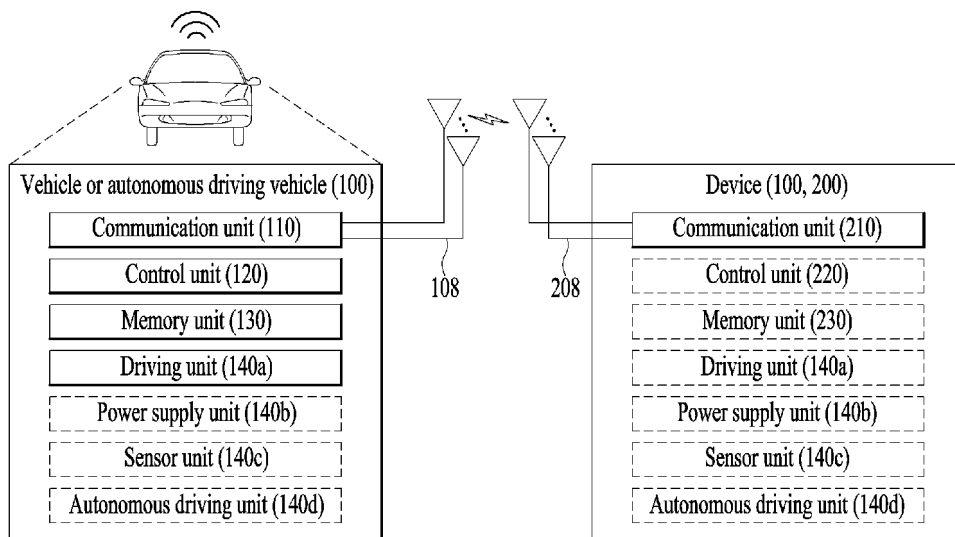 Vehicle or autonomous driving vehicle (100)
Communication unit (110)
Control unit (120)
Memory unit (130)
Driving unit (140a)
Power supply unit (140b)
Sensor unit (140c)
Autonomous driving unit (140d)
108
208
Device (100, 200)
Communication unit (210)
Control unit (220)
Memory unit (230)
Driving unit (140a)
Power supply unit (140b)
Sensor unit (140c)
Autonomous driving unit (140d)